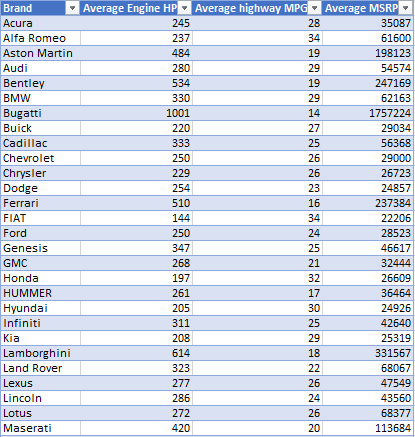 Brand Average Engine HP Average highway MPG Average MSRP
Acura 245 28 35087
Alfa Romeo 237 34 61600
Aston Martin 484 19 198123
Audi 280 29 54574
Bentley 534 19 247169
BMW 330 29 62163
Bugatti 1001 14 1757224
Buick 220 27 29034
Cadillac 333 25 56368
Chevrolet 250 26 29000
Chrysler 229 26 26723
Dodge 254 23 24857
Ferrari 510 16 237384
FIAT 144 34 22206
Ford 250 24 28523
Genesis 347 25 46617
GMC 268 21 32444
Honda 197 32 26609
HUMMER 261 17 36464
Hyundai 205 30 24926
Infiniti 311 25 42640
Kia 208 29 25319
Lamborghini 614 18 331567
Land Rover 323 22 68067
Lexus 277 26 47549
Lincoln 286 24 43560
Lotus 272 26 68377
Maserati 420 20 113684